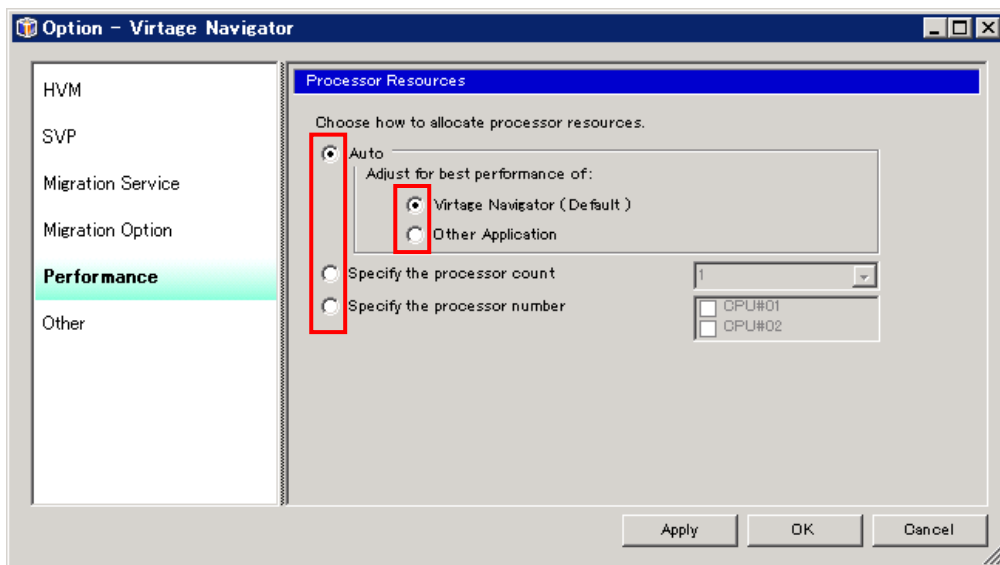 Option - Virtage Navigator
HVM
SVP
Migration Service
Migration Option
Performance
Other
Processor Resources
Choose how to allocate processor resources.
Auto
Adjust for best performance of:
Virtage Navigator ( Default )
Other Application
Specify the processor count
1
Specify the processor number
CPU#01
CPU#02
Apply
OK
Cancel